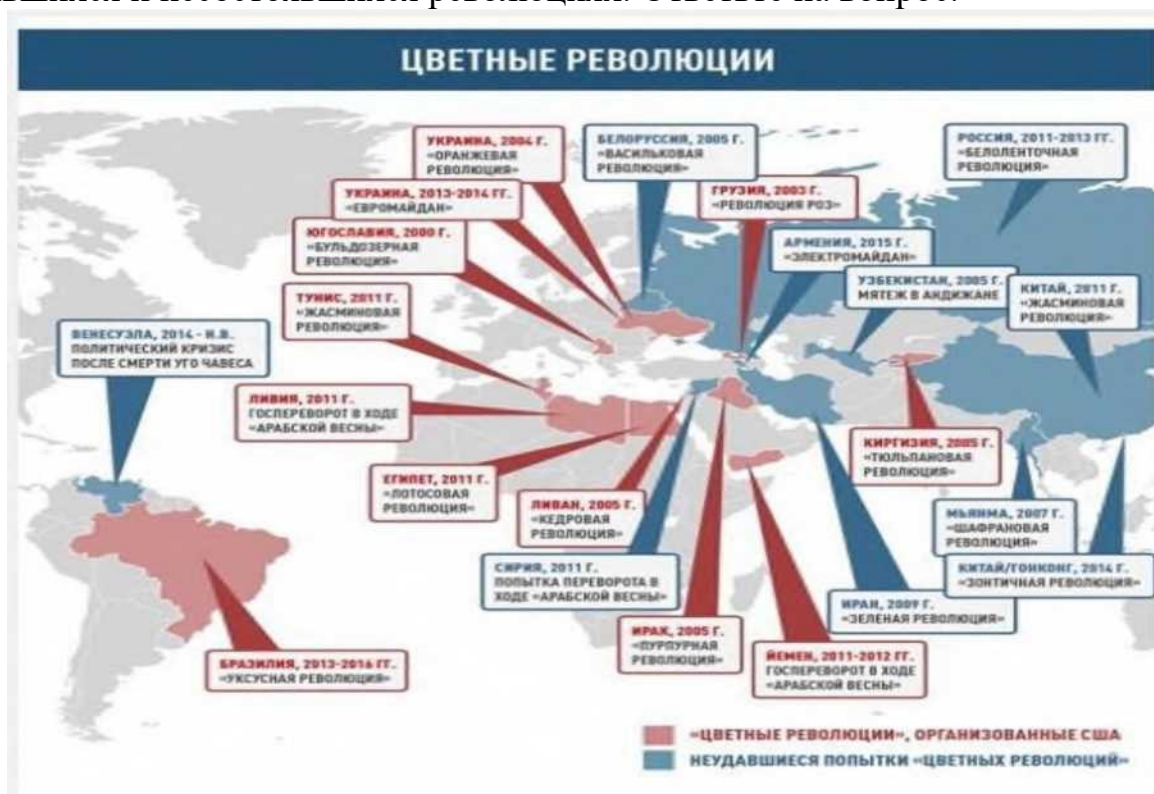 ЦВЕТНЫЕ РЕВОЛЮЦИИ
УКРАИНА, 2004 Г.
«ОРАНЖЕВАЯ
РЕВОЛЮЦИЯ»
БЕЛОРУССИЯ, 2005 Г.
«ВАСИЛЬКОВАЯ
РЕВОЛЮЦИЯ»
РОССИЯ, 2011-2013 ГГ.
«БЕЛОЛЕНТОЧНАЯ
РЕВОЛЮЦИЯ»
УКРАИНА, 2013-2014 ГГ.
«ЕВРОМАЙДАН»
ГРУЗИЯ, 2003 Г.
«РЕВОЛЮЦИЯ РОЗ»
ЮГОСЛАВИЯ, 2000 Г.
«БУЛЬДОЗЕРНАЯ
РЕВОЛЮЦИЯ»
АРМЕНИЯ, 2015 Г.
«ЭЛЕКТРОМАЙДАН»
УЗБЕКИСТАН, 2005 Г.
МЯТЕЖ В АНДИЖАНЕ
КИТАЙ, 2011 Г.
«ЖАСМИНОВАЯ
РЕВОЛЮЦИЯ»
ТУНИС, 2011 Г.
«ЖАСМИНОВАЯ
РЕВОЛЮЦИЯ»
ВЕНЕСУЭЛА, 2014 - Н.В.
ПОЛИТИЧЕСКИЙ КРИЗИС
ПОСЛЕ СМЕРТИ УГО ЧАВЕСА
ЛИВИЯ, 2011 Г.
ГОСПЕРЕВОРОТ В ХОДЕ
«АРАБСКОЙ ВЕСНЫ»
КИРГИЗИЯ, 2005 Г.
«ТЮЛЬПАНОВАЯ
РЕВОЛЮЦИЯ»
ЕГИПЕТ, 2011 Г.
«ЛОТОСОВАЯ
РЕВОЛЮЦИЯ»
ЛИВАН, 2005 Г.
«КЕДРОВАЯ
РЕВОЛЮЦИЯ»
МЬЯНМА, 2007 Г.
«ШАФРАНОВАЯ
РЕВОЛЮЦИЯ»
СИРИЯ, 2011 Г.
ПОПЫТКА ПЕРЕВОРОТА В
ХОДЕ «АРАБСКОЙ ВЕСНЫ»
КИТАЙ/ГОНКОНГ, 2014 Г.
«ЗОНТИЧНАЯ РЕВОЛЮЦИЯ»
ИРАН, 2009 Г.
«ЗЕЛЕНАЯ РЕВОЛЮЦИЯ»
ИРАК, 2005 Г.
«ПУРПУРНАЯ
РЕВОЛЮЦИЯ»
ЙЕМЕН, 2011-2012 ГГ.
ГОСПЕРЕВОРОТ В ХОДЕ
«АРАБСКОЙ ВЕСНЫ»
БРАЗИЛИЯ, 2013-2016 ГГ.
«УКСУСНАЯ РЕВОЛЮЦИЯ»
«ЦВЕТНЫЕ РЕВОЛЮЦИИ», ОРГАНИЗОВАННЫЕ США
НЕУДАВШИЕСЯ ПОПЫТКИ «ЦВЕТНЫХ РЕВОЛЮЦИЙ»